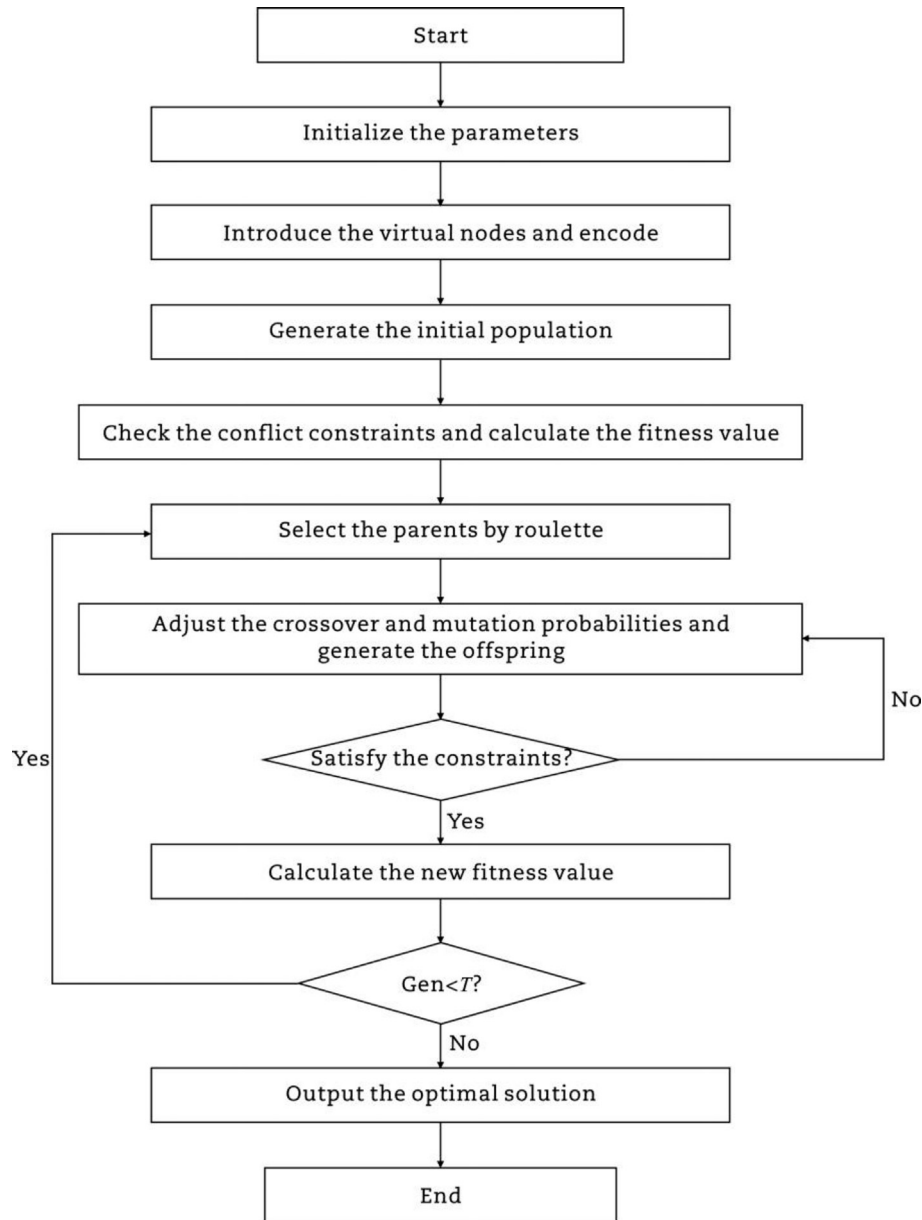 Start
Initialize the parameters
Introduce the virtual nodes and encode
Generate the initial population
Check the conflict constraints and calculate the fitness value
Select the parents by roulette
Adjust the crossover and mutation probabilities and
generate the offspring
No
Satisfy the constraints?
Yes
Yes
Calculate the new fitness value
Gen<T?
No
Output the optimal solution
End